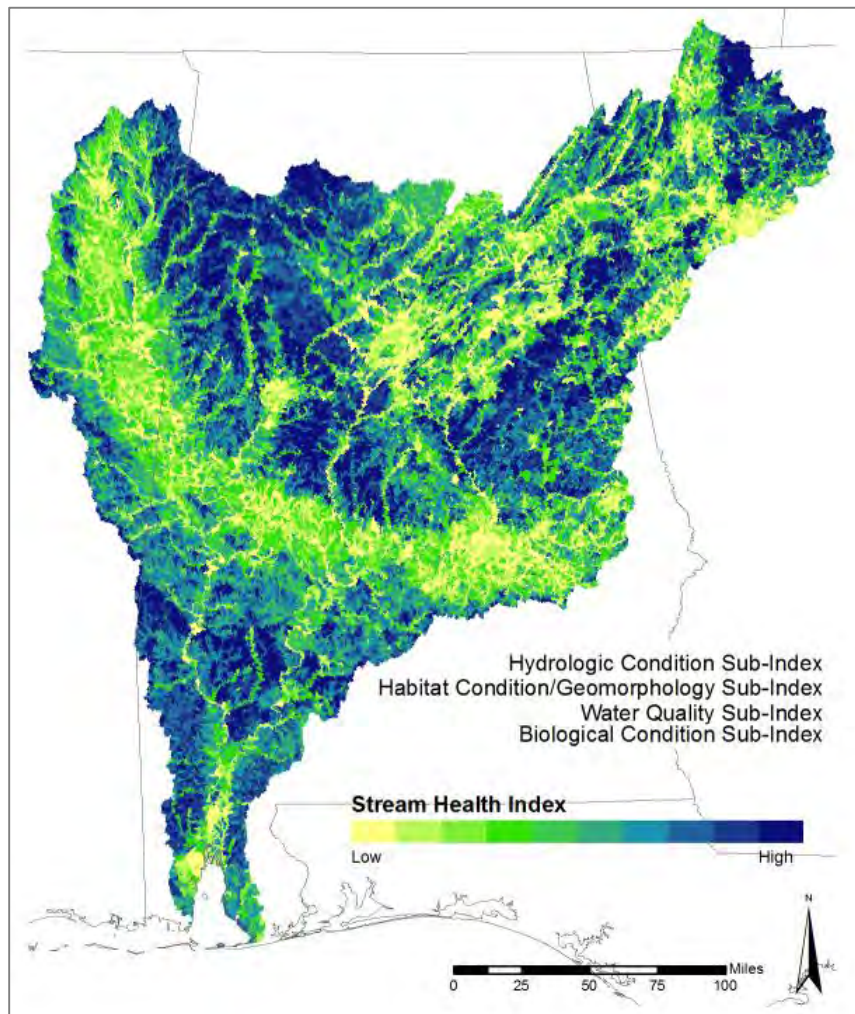 Hydrologic Condition Sub-Index
Habitat Condition/Geomorphology Sub-Index
Water Quality Sub-Index
Biological Condition Sub-Index
Stream Health Index
Low High
N
Miles
0 25 50 75 100